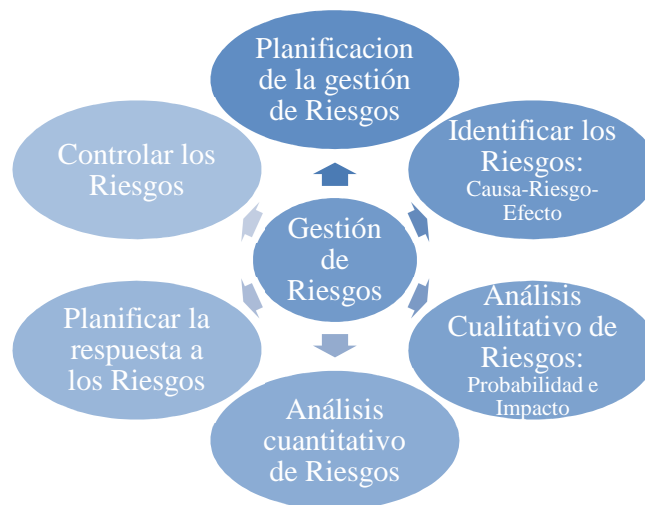 Planificacion
de la gestión
de Riesgos
Identificar los
Riesgos:
Causa-Riesgo-
Efecto
Análisis
Cualitativo de
Riesgos:
Probabilidad e
Impacto
Análisis
cuantitativo
de Riesgos
Planificar la
respuesta a
los Riesgos
Controlar los
Riesgos
Gestión
de
Riesgos